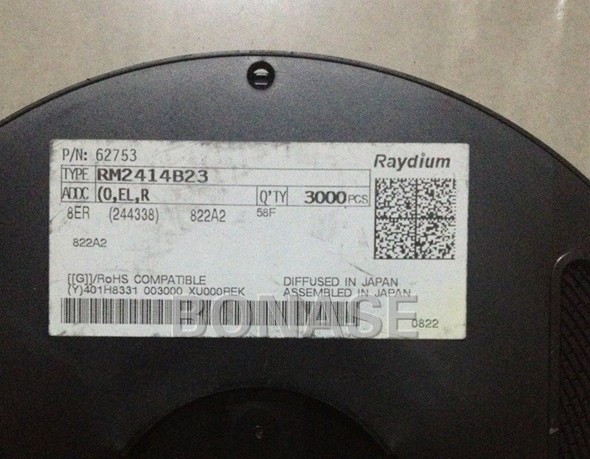 P/N: 62753
Raydium
TYPE RM2414B23
ADDC (O,EL,R Q'TY 3000 PCS
8ER (244338) 822A2 58F
822A2
[[G]]/RoHS COMPATIBLE DIFFUSED IN JAPAN
(Y)401H8331 003000 XU000REK ASSEMBLED IN JAPAN
BONASE
0822